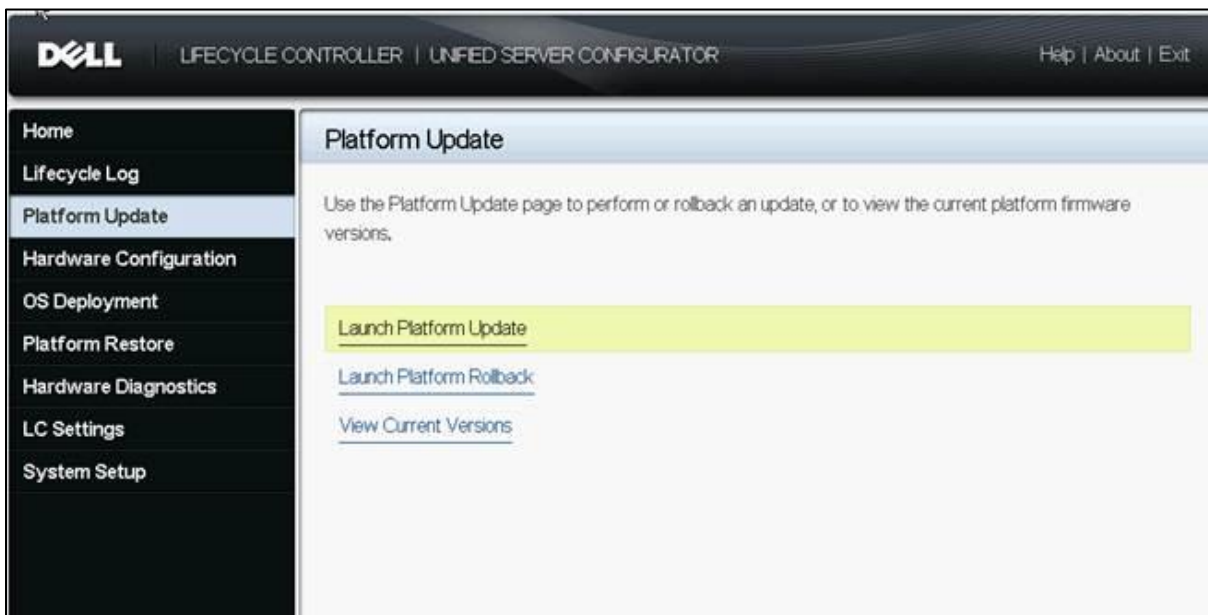 DELL LIFECYCLE CONTROLLER | UNIFIED SERVER CONFIGURATOR Help | About | Exit
Home
Lifecycle Log
Platform Update
Hardware Configuration
OS Deployment
Platform Restore
Hardware Diagnostics
LC Settings
System Setup
Platform Update
Use the Platform Update page to perform or rollback an update, or to view the current platform firmware
versions.
Launch Platform Update
Launch Platform Rollback
View Current Versions